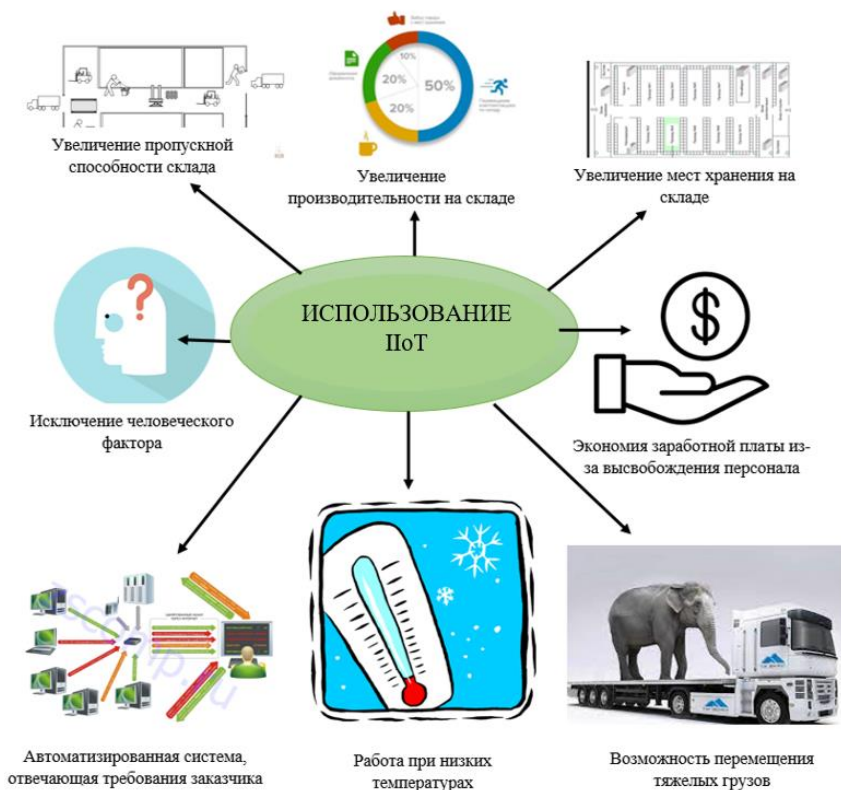 10%
20%
50%
20%
Увеличение пропускной
способности склада
Увеличение
производительности на складе
Увеличение мест хранения на
складе
ИСПОЛЬЗОВАНИЕ
IIoT
?
$
Исключение человеческого
фактора
Экономия заработной платы из-
за высвобождения персонала
zscomp.ru
Автоматизированная система,
отвечающая требования заказчика
Работа при низких
температурах
Возможность перемещения
тяжелых грузов